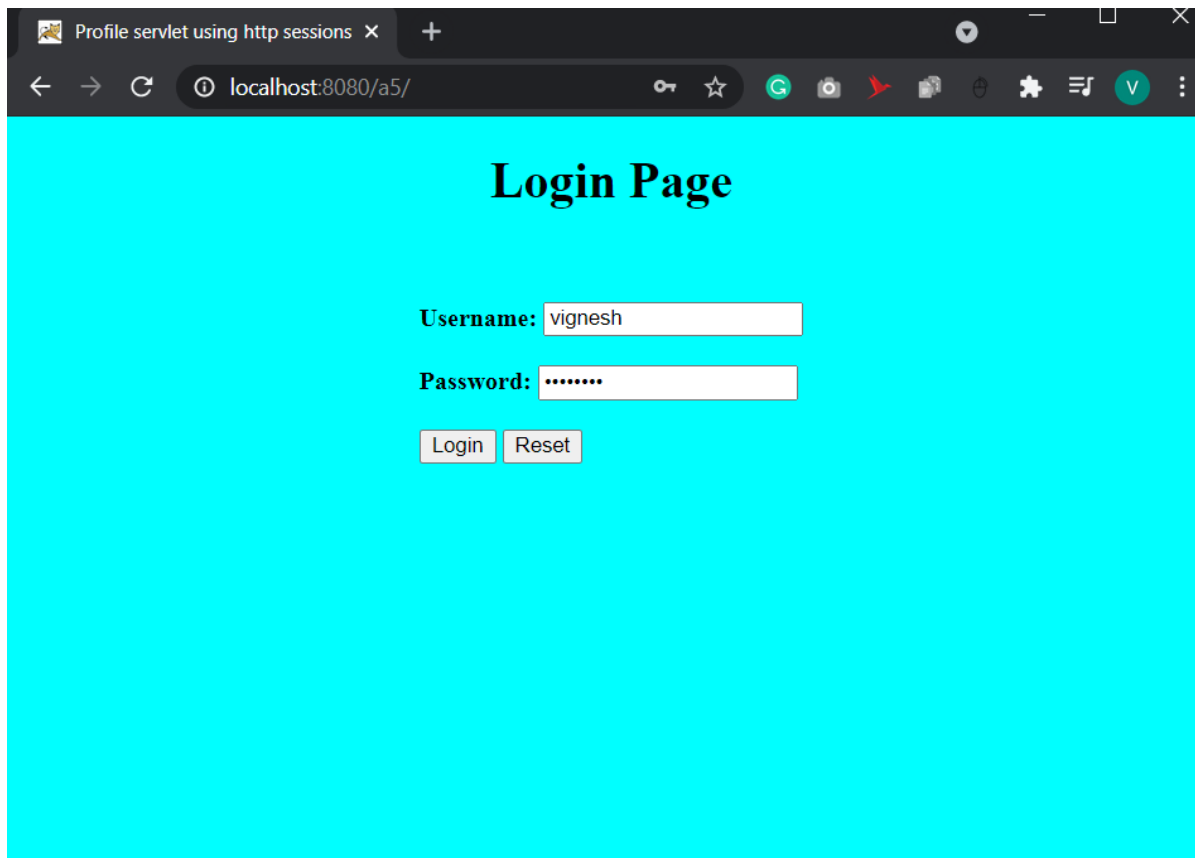 Profile servlet using http sessions
localhost:8080/a5/
G
V
Login Page
Username: vignesh
Password: ••••••••
Login Reset